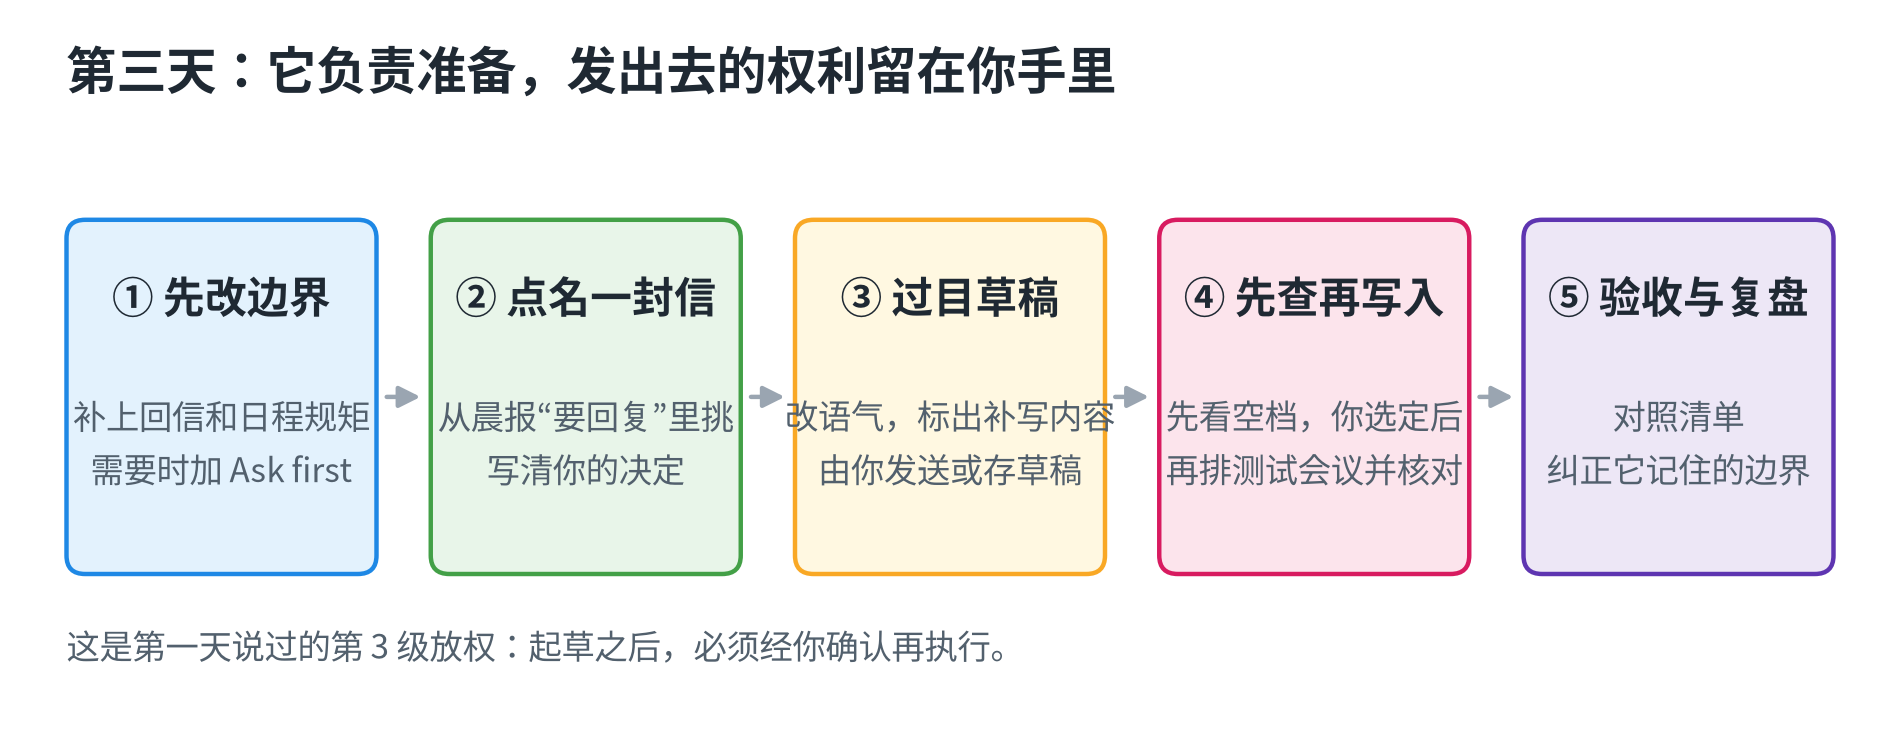 第三天：它负责准备，发出去的权利留在你手里
① 先改边界
补上回信和日程规矩
需要时加 Ask first
② 点名一封信
从晨报“要回复”里挑
写清你的决定
③ 过目草稿
改语气，标出补写内容
由你发送或存草稿
④ 先查再写入
先看空档，你选定后
再排测试会议并核对
⑤ 验收与复盘
对照清单
纠正它记住的边界
这是第一天说过的第 3 级放权：起草之后，必须经你确认再执行。